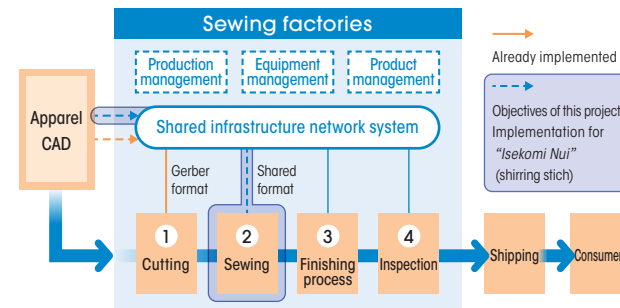 Sewing factories
Production
management
Equipment
management
Product
management
Already implemented
Apparel
CAD
Shared infrastructure network system
Objectives of this project
Implementation for
“Isekomi Nui”
(shirring stich)
Gerber
format
Shared
format
1
Cutting
2
Sewing
3
Finishing
process
4
Inspection
Shipping
Consumer